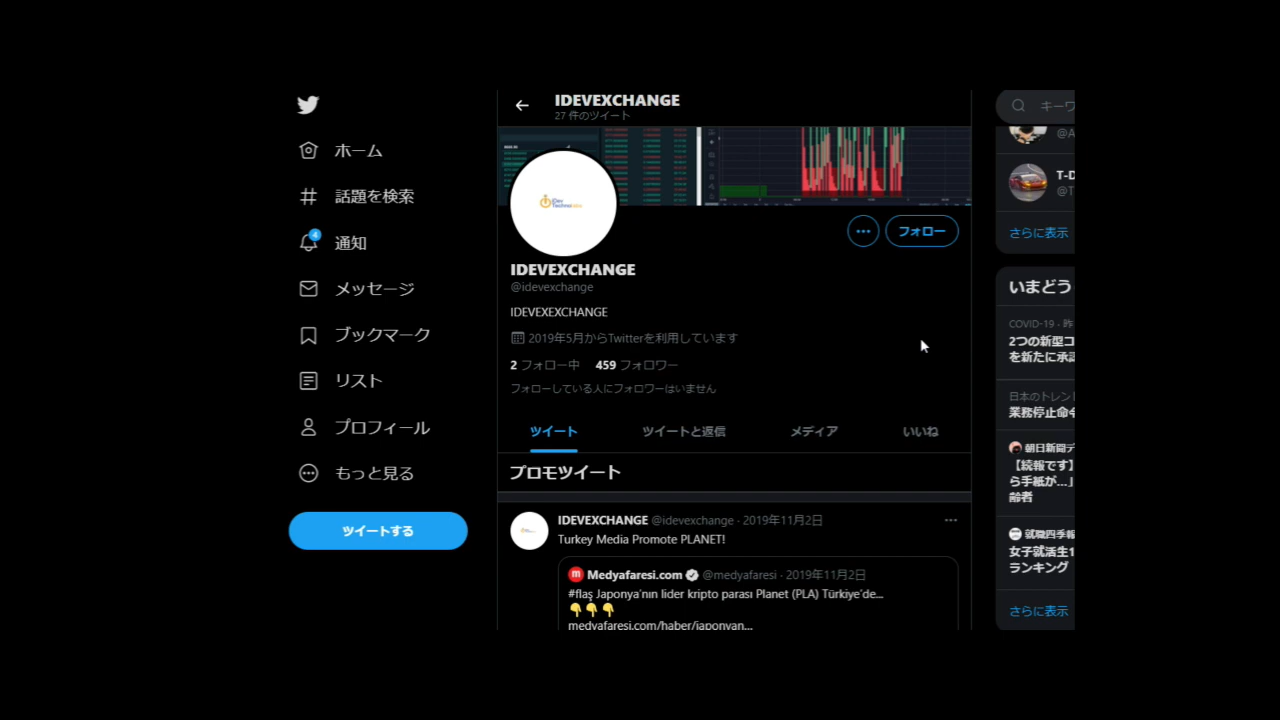 IDEVEXCHANGE
27 件のツイート
ホーム
話題を検索
4
通知
メッセージ
ブックマーク
リスト
プロフィール
もっと見る
ツイートする
iDev
フォロー
IDEVEXCHANGE
@idevexchange
IDEVEXEXCHANGE
2019年5月からTwitterを利用しています
2 フォロー中 459 フォロワー
フォローしている人にフォロワーはいません
ツイート ツイートと返信 メディア いいね
プロモツイート
IDEVEXCHANGE @idevexchange · 2019年11月2日
Turkey Media Promote PLANET!
m Medyafaresi.com @medyafaresi · 2019年11月2日
#flaş Japonya'nın lider kripto parası Planet (PLA) Türkiye'de...
👇👇👇
medyafaresi.com/haber/japonyan...
キーワ
@A
T-D
@T
さらに表示
いまどう
COVID-19 · 昨
2つの新型コ
を新たに承認
日本のトレンド
業務停止命令
朝日新聞デ
【続報です】
ら手紙が...」
齢者
就職四季報
女子就活生1
ランキング
さらに表示